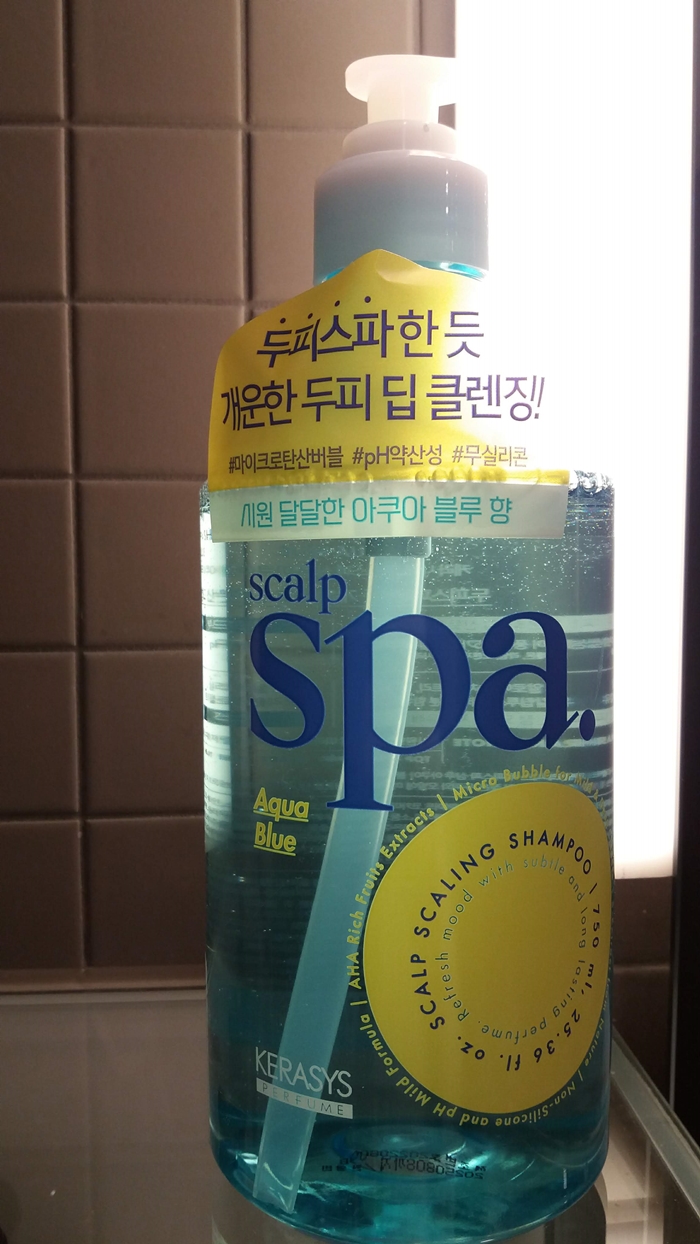 두피스파 한 듯
개운한 두피 딥 클렌징!!
#마이크로탄산버블 #pH약산성 #무실리콘
시원 달달한 아쿠아 블루 향
scalp
spa.
Aqua
Blue
| AHA Rich Fruits Extracts | Micro Bubble for
| Non-Silicone and pH Mild Formula
SCALP SCALING SHAMPOO | 750 ml, 25.36 fl. oz.
Refresh mood with subtle and long lasting perfume.
KERASYS
PERFUME